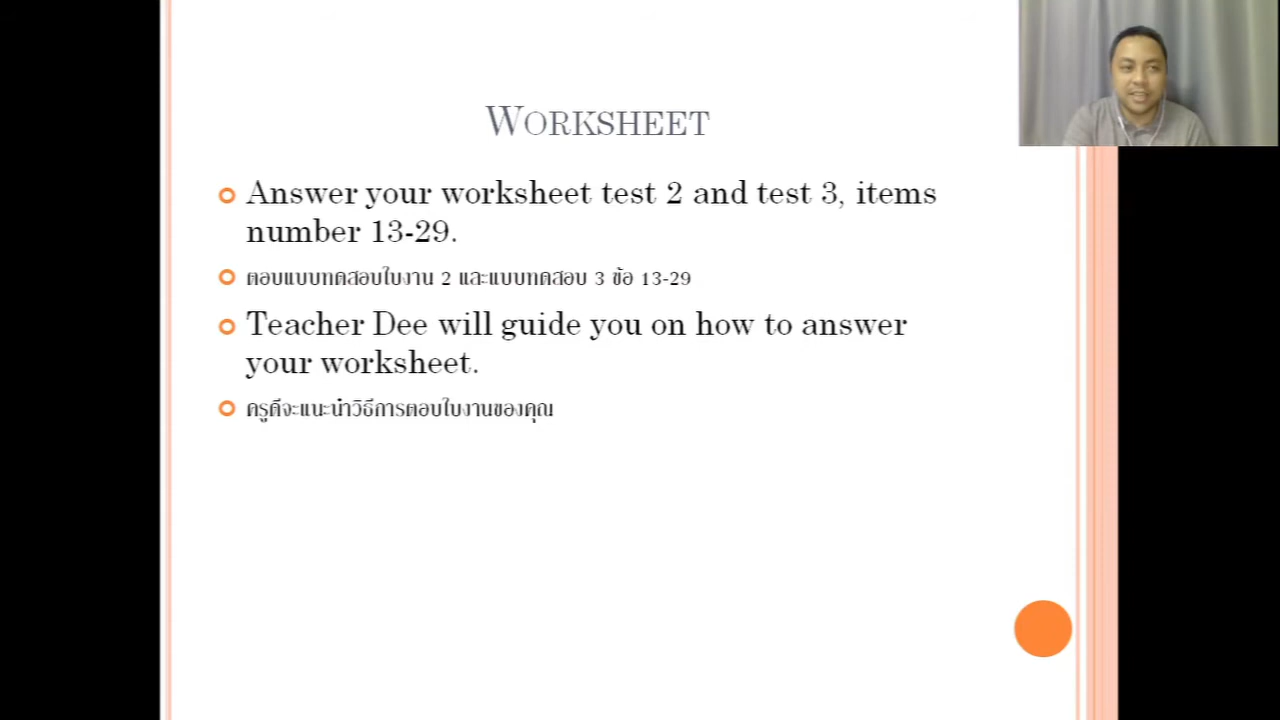 WORKSHEET
Answer your worksheet test 2 and test 3, items
number 13-29.
ตอบแบบทดสอบใบงาน 2 และแบบทดสอบ 3 ข้อ 13-29
Teacher Dee will guide you on how to answer
your worksheet.
ครูดีจะแนะนำวิธีการตอบใบงานของคุณ